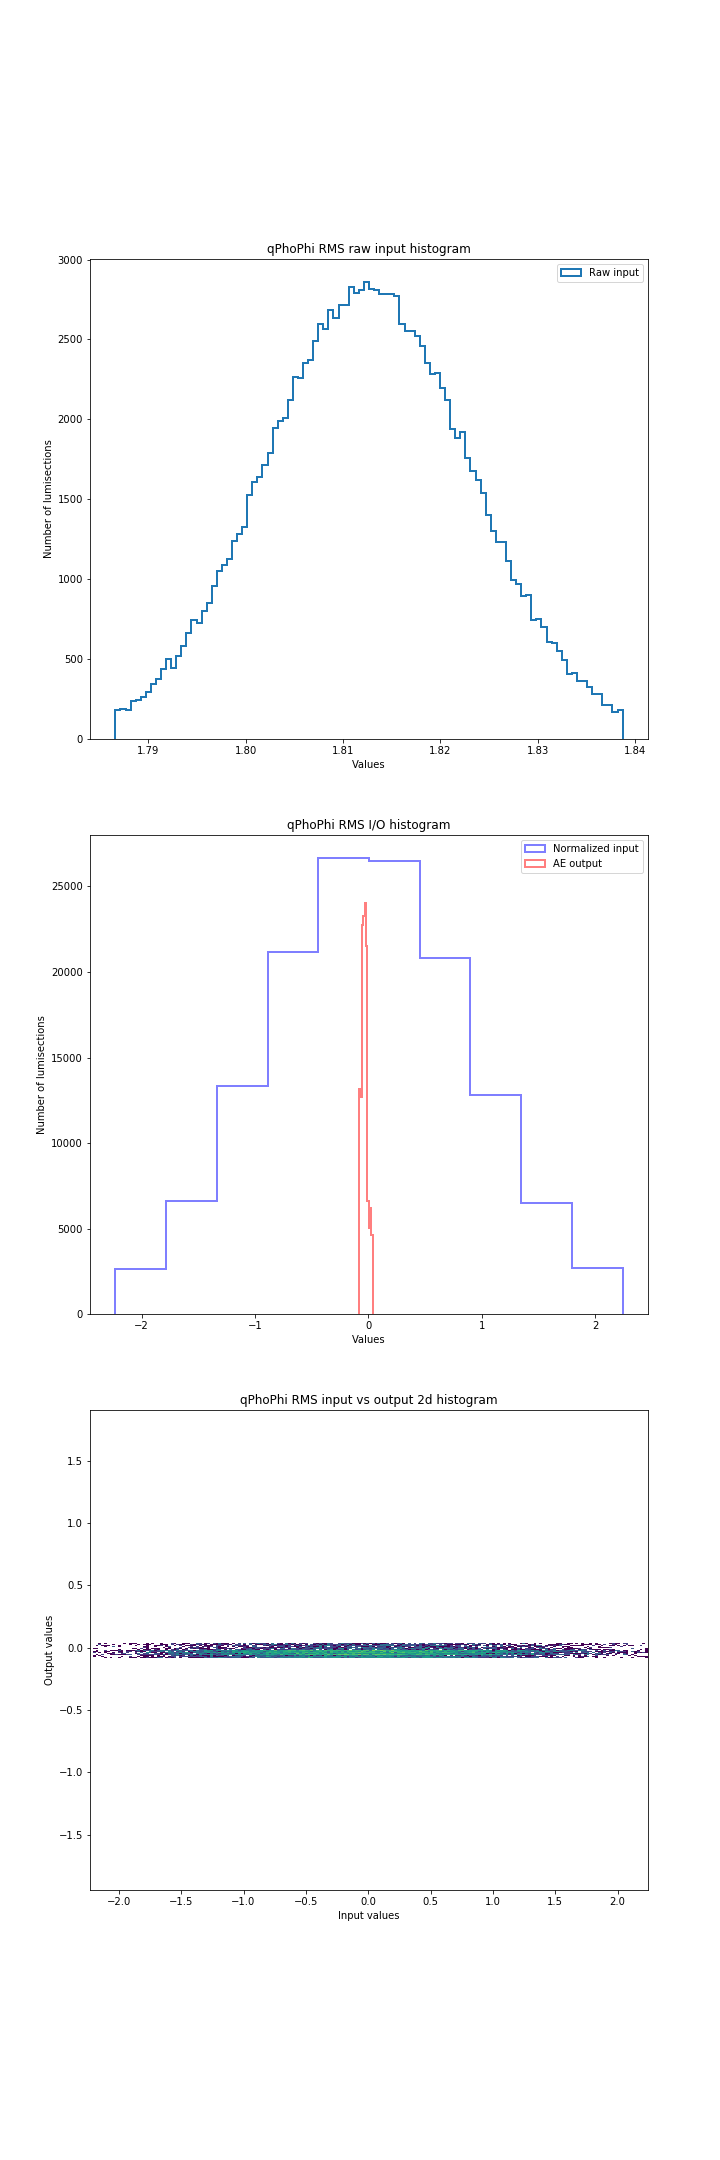 qPhoPhi RMS raw input histogram
3000
2500
2000
1500
1000
500
0
Number of lumisections
Raw input
1.79 1.80 1.81 1.82 1.83 1.84
Values
qPhoPhi RMS I/O histogram
25000
20000
15000
10000
5000
0
Number of lumisections
Normalized input
AE output
−2 −1 0 1 2
Values
qPhoPhi RMS input vs output 2d histogram
1.5
1.0
0.5
0.0
−0.5
−1.0
−1.5
Output values
−2.0 −1.5 −1.0 −0.5 0.0 0.5 1.0 1.5 2.0
Input values